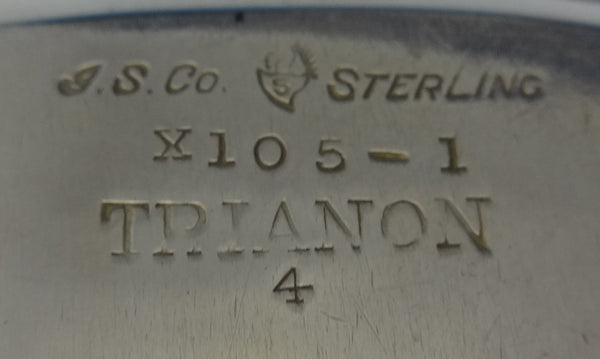 I.S.Co. S STERLING
X105-1
TRIANON
4